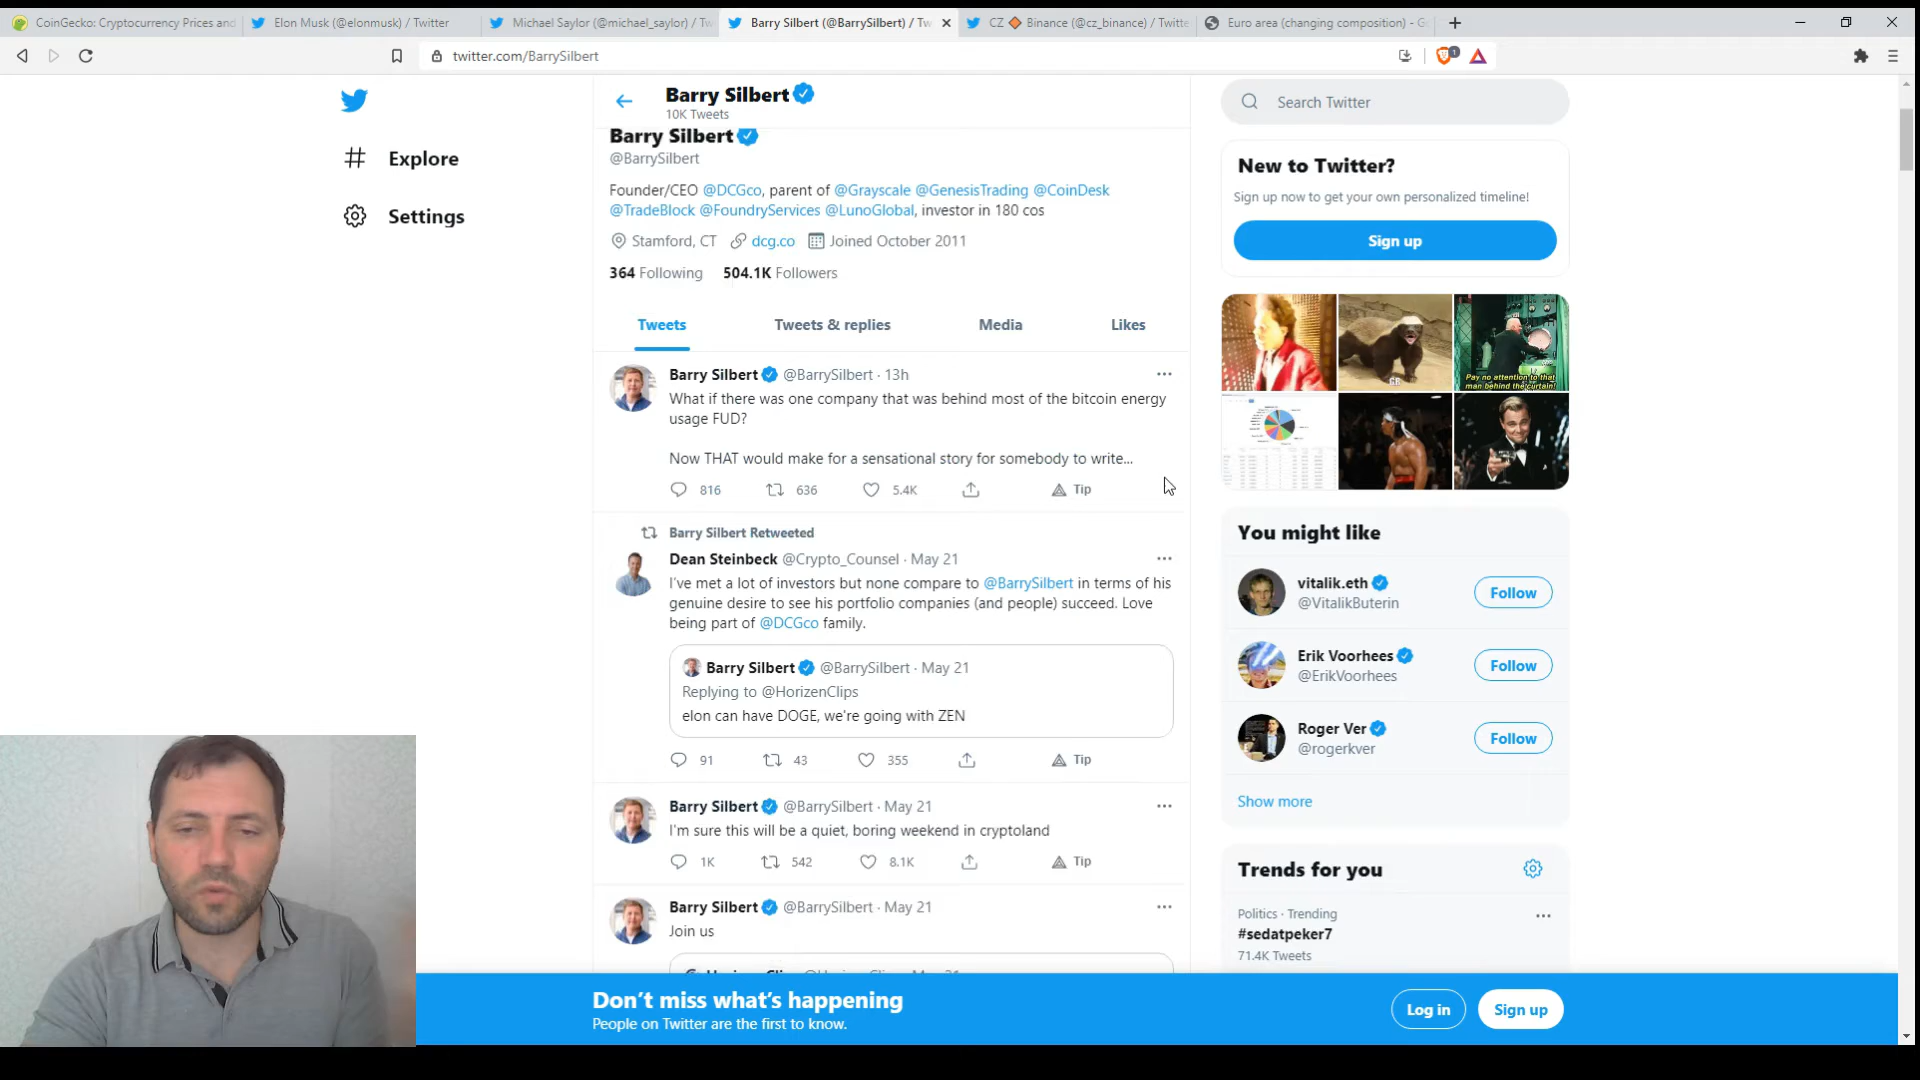 CoinGecko: Cryptocurrency Prices and
Elon Musk (@elonmusk) / Twitter
Michael Saylor (@michael_saylor) / Tw
Barry Silbert (@BarrySilbert) / Tw
CZ 🔶 Binance (@cz_binance) / Twitte
Euro area (changing composition) - G
twitter.com/BarrySilbert
1
Explore
Settings
Barry Silbert
10K Tweets
Barry Silbert
@BarrySilbert
Founder/CEO @DCGco, parent of @Grayscale @GenesisTrading @CoinDesk
@TradeBlock @FoundryServices @LunoGlobal, investor in 180 cos
Stamford, CT dcg.co Joined October 2011
364 Following 504.1K Followers
Tweets Tweets & replies Media Likes
Barry Silbert @BarrySilbert · 13h
What if there was one company that was behind most of the bitcoin energy
usage FUD?
Now THAT would make for a sensational story for somebody to write...
816 636 5.4K Tip
Barry Silbert Retweeted
Dean Steinbeck @Crypto_Counsel · May 21
I've met a lot of investors but none compare to @BarrySilbert in terms of his
genuine desire to see his portfolio companies (and people) succeed. Love
being part of @DCGco family.
Barry Silbert @BarrySilbert · May 21
Replying to @HorizenClips
elon can have DOGE, we're going with ZEN
91 43 355 Tip
Barry Silbert @BarrySilbert · May 21
I'm sure this will be a quiet, boring weekend in cryptoland
1K 542 8.1K Tip
Barry Silbert @BarrySilbert · May 21
Join us
Search Twitter
New to Twitter?
Sign up now to get your own personalized timeline!
Sign up
Pay no attention to that
man behind the curtain!
You might like
vitalik.eth
@VitalikButerin
Follow
Erik Voorhees
@ErikVoorhees
Follow
Roger Ver
@rogerkver
Follow
Show more
Trends for you
Politics · Trending
#sedatpeker7
71.4K Tweets
Don't miss what's happening
People on Twitter are the first to know.
Log in
Sign up